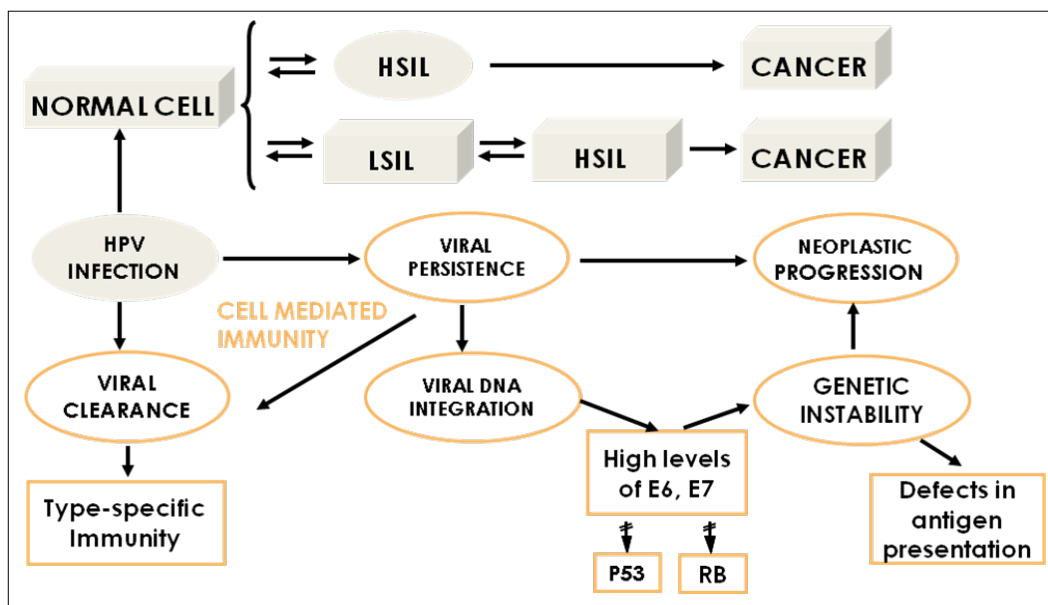 HSIL
CANCER
NORMAL CELL
LSIL
HSIL
CANCER
HPV
INFECTION
VIRAL
PERSISTENCE
NEOPLASTIC
PROGRESSION
CELL MEDIATED
IMMUNITY
VIRAL
CLEARANCE
VIRAL DNA
INTEGRATION
GENETIC
INSTABILITY
High levels
of E6, E7
Type-specific
Immunity
Defects in
antigen
presentation
P53
RB